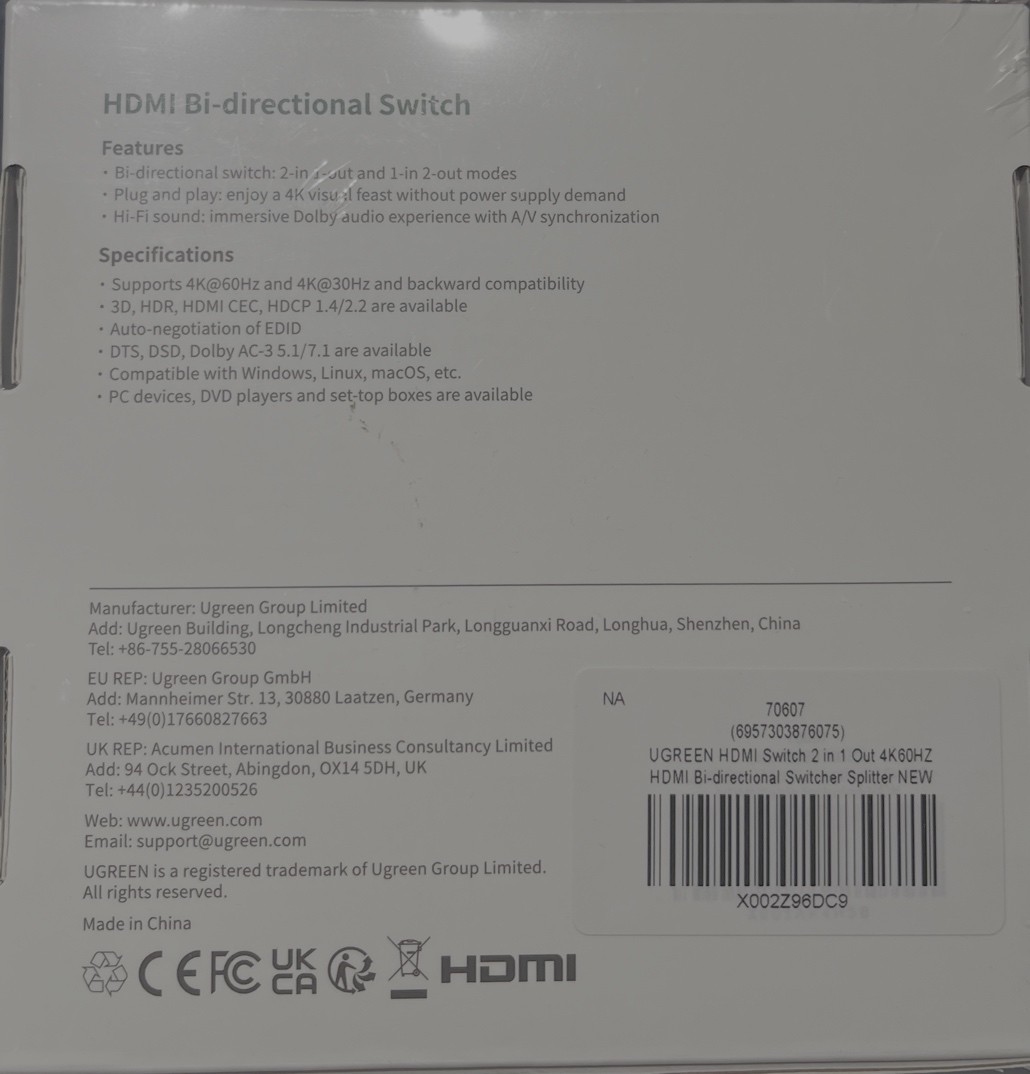 HDMI Bi-directional Switch
Features
· Bi-directional switch: 2-in 1-out and 1-in 2-out modes
· Plug and play: enjoy a 4K visual feast without power supply demand
· Hi-Fi sound: immersive Dolby audio experience with A/V synchronization
Specifications
· Supports 4K@60Hz and 4K@30Hz and backward compatibility
· 3D, HDR, HDMI CEC, HDCP 1.4/2.2 are available
· Auto-negotiation of EDID
· DTS, DSD, Dolby AC-3 5.1/7.1 are available
· Compatible with Windows, Linux, macOS, etc.
· PC devices, DVD players and set-top boxes are available
Manufacturer: Ugreen Group Limited
Add: Ugreen Building, Longcheng Industrial Park, Longguanxi Road, Longhua, Shenzhen, China
Tel: +86-755-28066530
EU REP: Ugreen Group GmbH
Add: Mannheimer Str. 13, 30880 Laatzen, Germany
Tel: +49(0)17660827663
UK REP: Acumen International Business Consultancy Limited
Add: 94 Ock Street, Abingdon, OX14 5DH, UK
Tel: +44(0)1235200526
Web: www.ugreen.com
Email: support@ugreen.com
UGREEN is a registered trademark of Ugreen Group Limited.
All rights reserved.
Made in China
CE FC UK CA HDMI
NA
70607
(6957303876075)
UGREEN HDMI Switch 2 in 1 Out 4K60HZ
HDMI Bi-directional Switcher Splitter NEW
X002Z96DC9